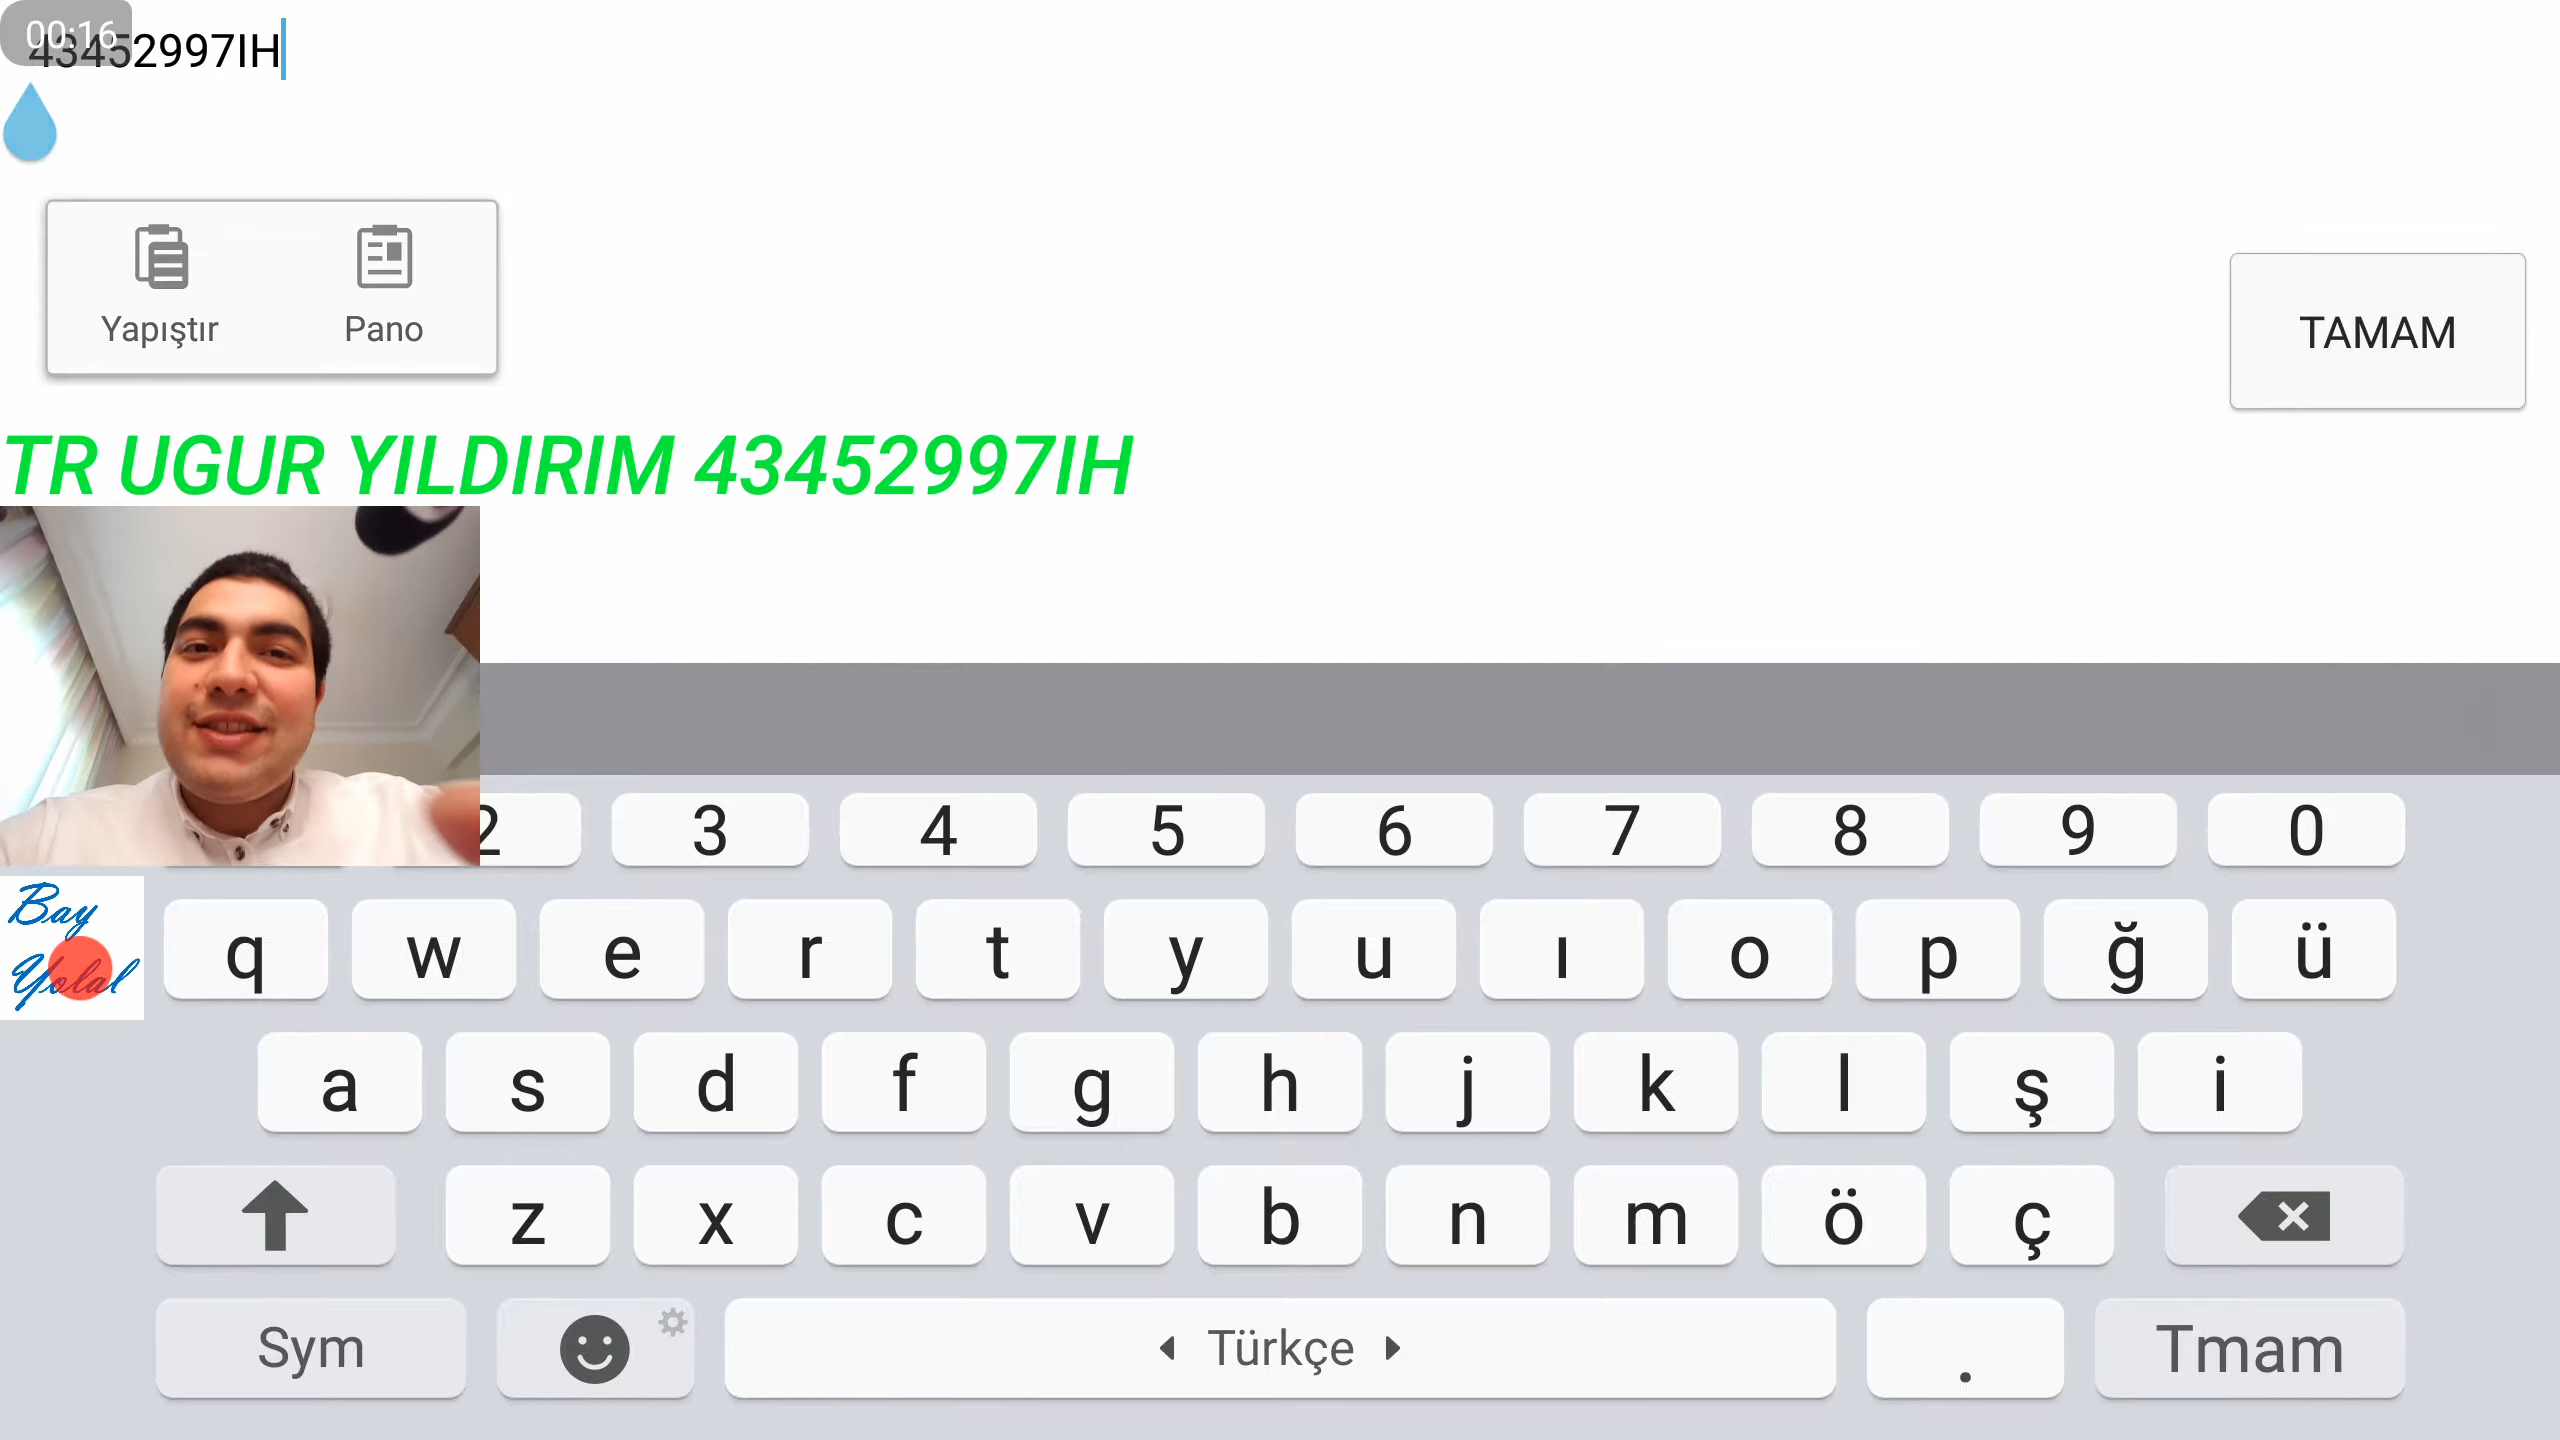 00:16
43452997IH
Yapıştır Pano
TAMAM
TR UGUR YILDIRIM 43452997IH
2 3 4 5 6 7 8 9 0
Bay
Yolal
q w e r t y u ı o p ğ ü
a s d f g h j k l ş i
z x c v b n m ö ç
Sym Türkçe . Tmam